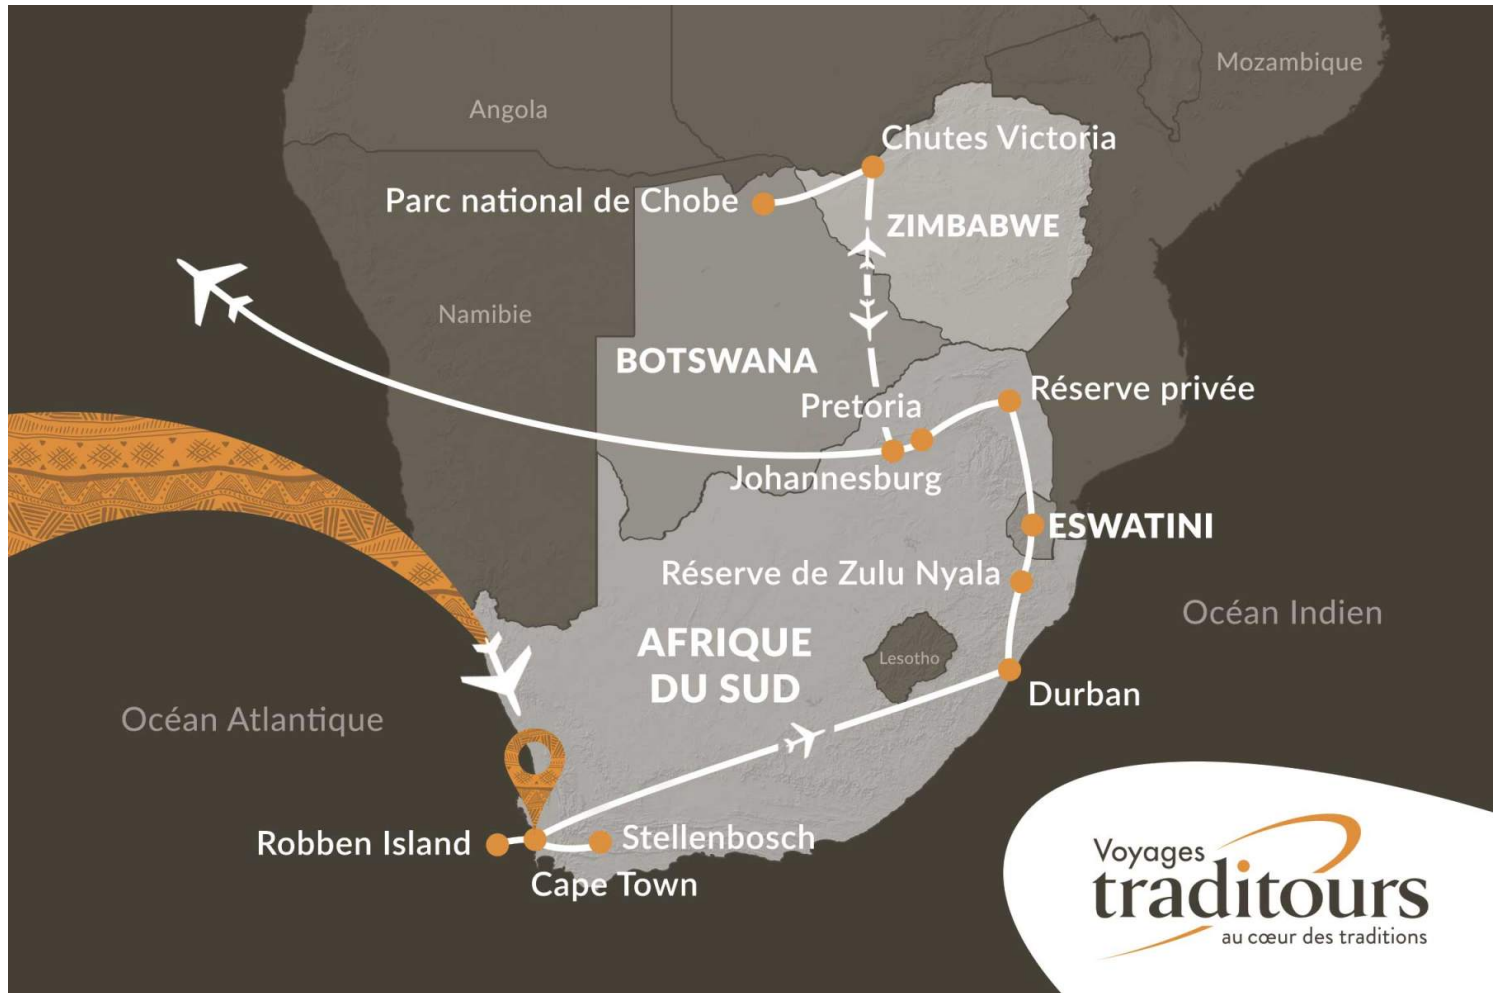 Mozambique
Angola
Chutes Victoria
Parc national de Chobe
ZIMBABWE
Namibie
BOTSWANA
Réserve privée
Pretoria
Johannesburg
ESWATINI
Réserve de Zulu Nyala
Océan Indien
AFRIQUE
DU SUD
Lesotho
Durban
Océan Atlantique
Robben Island
Stellenbosch
Cape Town
Voyages
traditours
au cœur des traditions